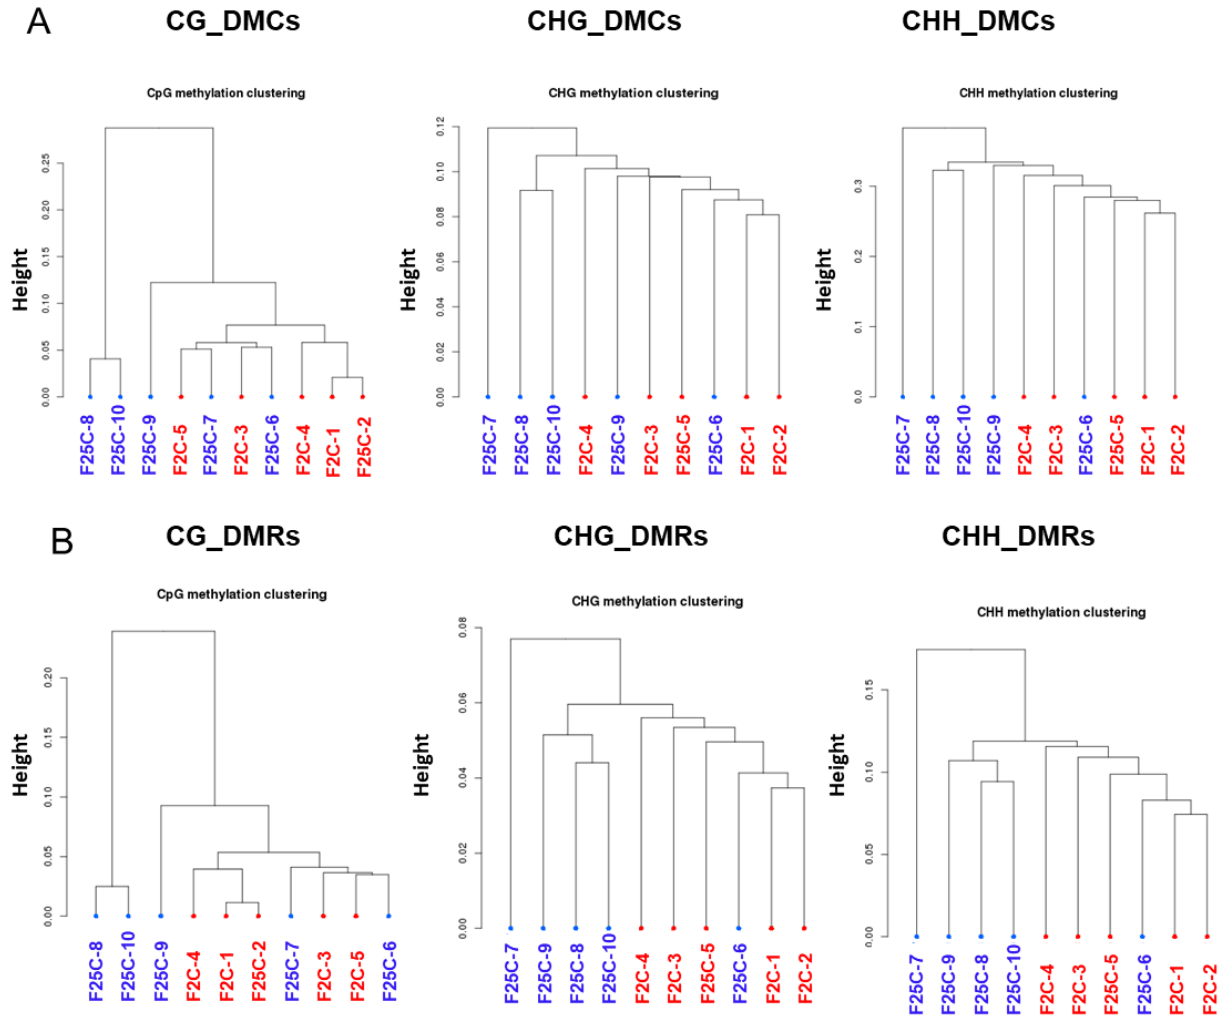 A
CG_DMCs
CHG_DMCs
CHH_DMCs
CpG methylation clustering
CHG methylation clustering
CHH methylation clustering
Height
0.00
0.05
0.10
0.15
0.20
0.25
F25C-8
F25C-10
F25C-9
F2C-5
F25C-7
F2C-3
F25C-6
F2C-4
F2C-1
F25C-2
Height
0.00
0.02
0.04
0.06
0.08
0.10
0.12
F25C-7
F25C-8
F25C-10
F2C-4
F25C-9
F2C-3
F25C-5
F25C-6
F2C-1
F2C-2
Height
0.0
0.1
0.2
0.3
F25C-7
F25C-8
F25C-10
F25C-9
F2C-4
F2C-3
F25C-6
F25C-5
F2C-1
F2C-2
B
CG_DMRs
CHG_DMRs
CHH_DMRs
CpG methylation clustering
CHG methylation clustering
CHH methylation clustering
Height
0.00
0.05
0.10
0.15
0.20
F25C-8
F25C-10
F25C-9
F2C-4
F2C-1
F25C-2
F25C-7
F2C-3
F2C-5
F25C-6
Height
0.00
0.02
0.04
0.06
0.08
F25C-7
F25C-9
F25C-8
F25C-10
F2C-4
F2C-3
F25C-5
F25C-6
F2C-1
F2C-2
Height
0.00
0.05
0.10
0.15
F25C-7
F25C-9
F25C-8
F25C-10
F2C-4
F2C-3
F25C-5
F25C-6
F2C-1
F2C-2